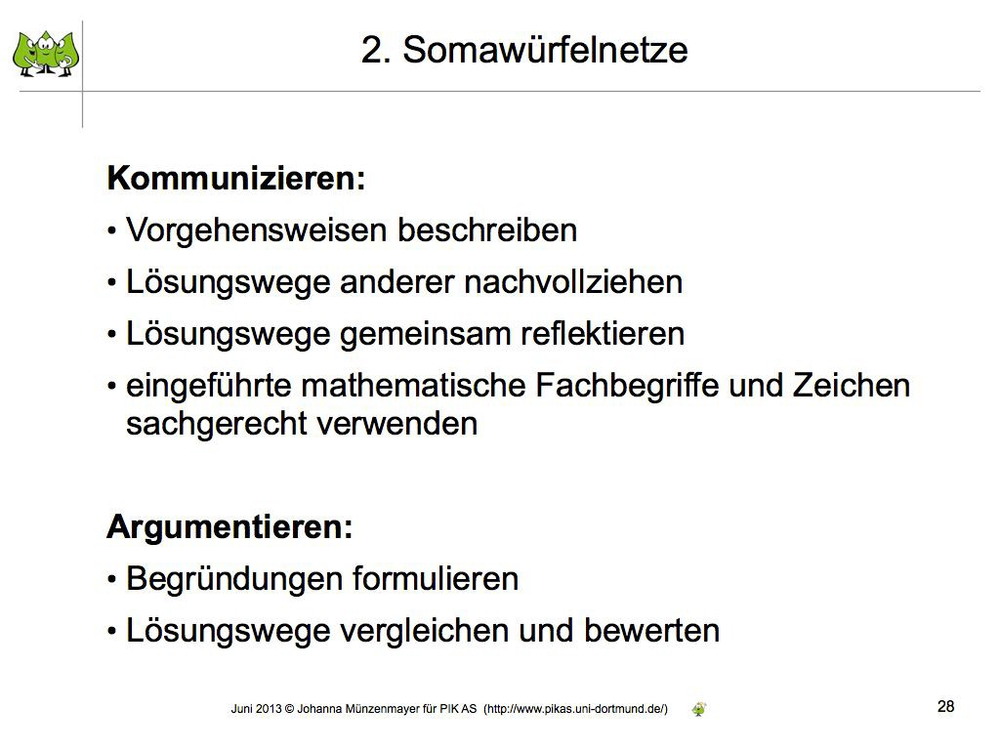 2. Somawürfelnetze
Kommunizieren:
• Vorgehensweisen beschreiben
• Lösungswege anderer nachvollziehen
• Lösungswege gemeinsam reflektieren
• eingeführte mathematische Fachbegriffe und Zeichen
sachgerecht verwenden
Argumentieren:
• Begründungen formulieren
• Lösungswege vergleichen und bewerten
Juni 2013 © Johanna Münzenmayer für PIK AS (http://www.pikas.uni-dortmund.de/)
28